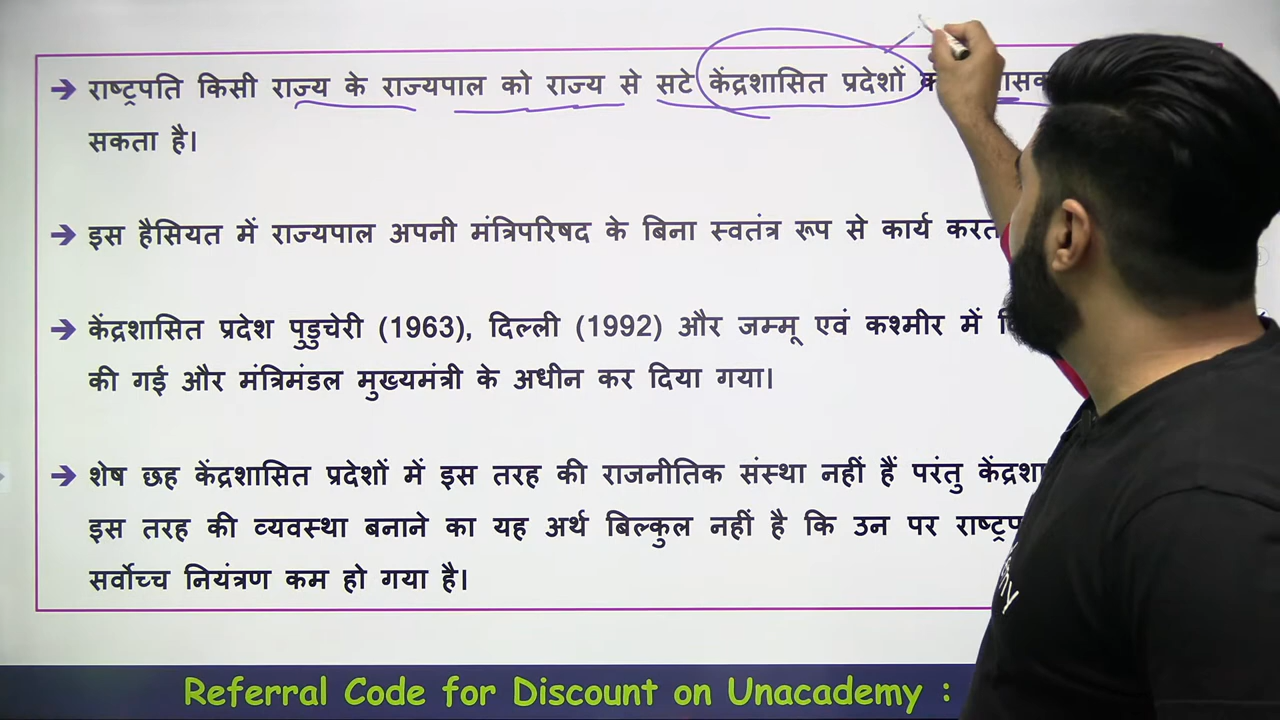 → राष्ट्रपति किसी राज्य के राज्यपाल को राज्य से सटे केंद्रशासित प्रदेशों
सकता है।
→ इस हैसियत में राज्यपाल अपनी मंत्रिपरिषद के बिना स्वतंत्र रूप से कार्य
→ केंद्रशासित प्रदेश पुडुचेरी (1963), दिल्ली (1992) और जम्मू एवं कश्मीर में
की गई और मंत्रिमंडल मुख्यमंत्री के अधीन कर दिया गया।
→ शेष छह केंद्रशासित प्रदेशों में इस तरह की राजनीतिक संस्था नहीं हैं परंतु
इस तरह की व्यवस्था बनाने का यह अर्थ बिल्कुल नहीं है कि उन पर
सर्वोच्च नियंत्रण कम हो गया है।
Referral Code for Discount on Unacademy :